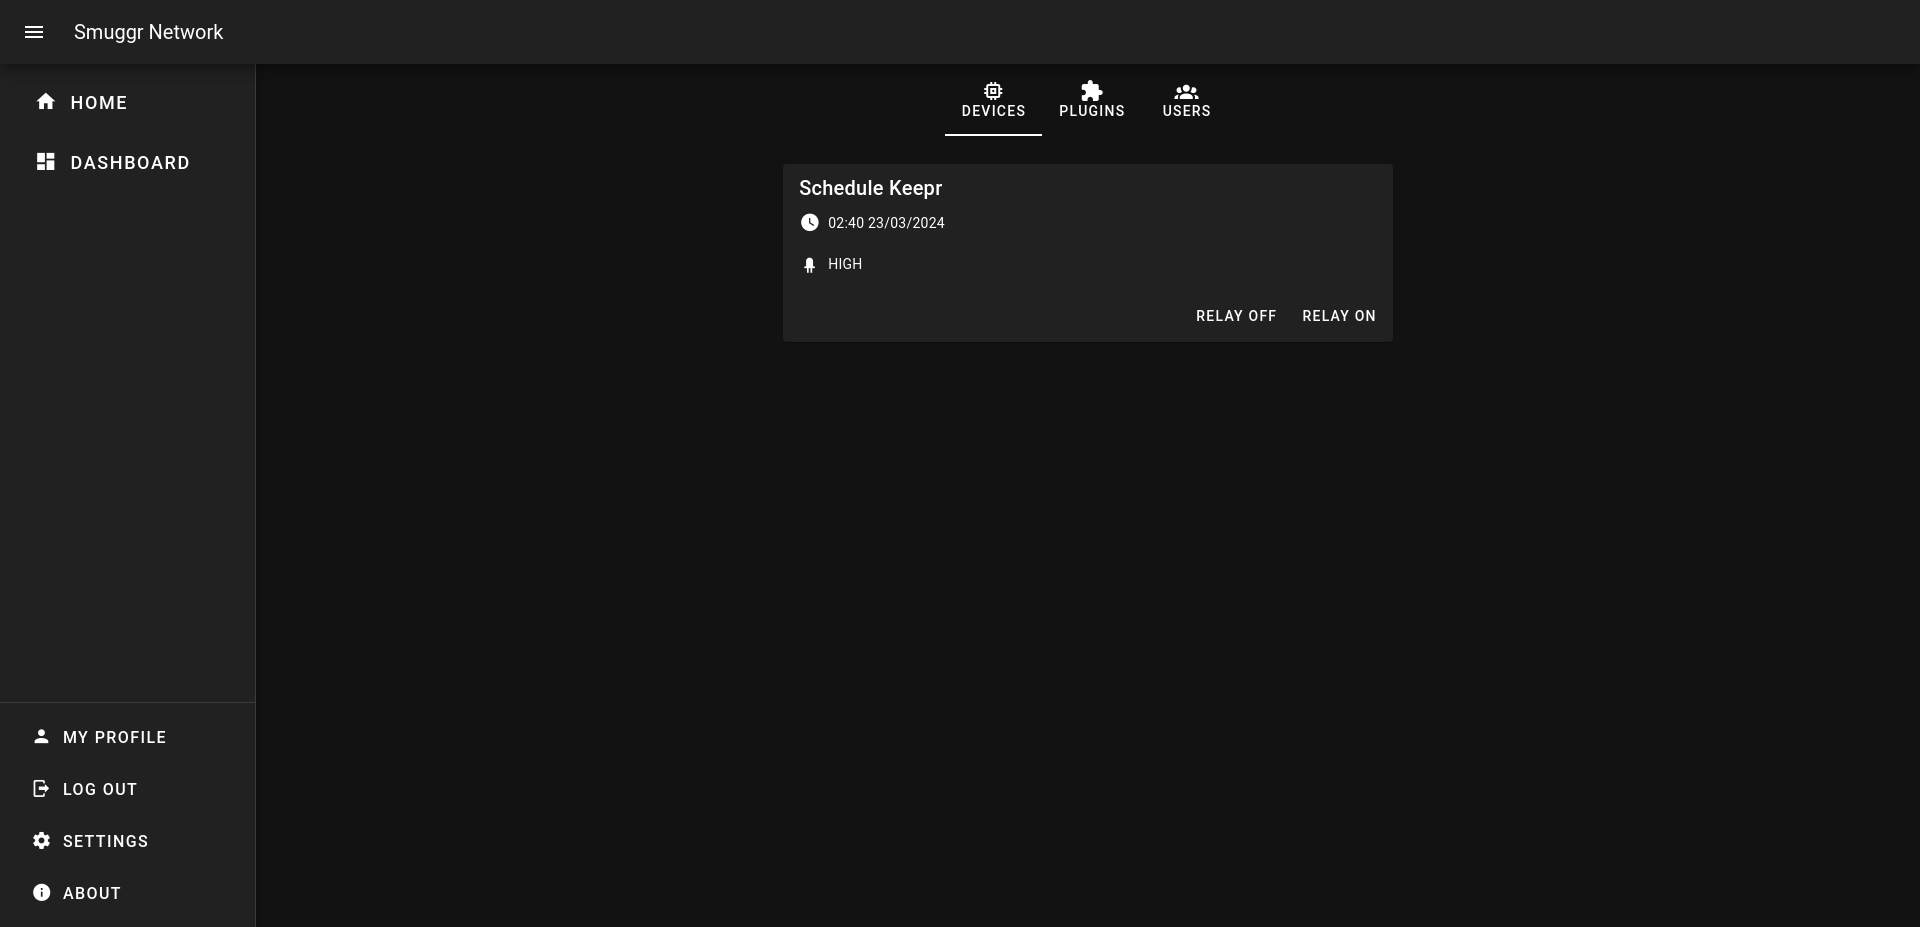 Smuggr Network
HOME
DASHBOARD
DEVICES
PLUGINS
USERS
Schedule Keepr
02:40 23/03/2024
HIGH
RELAY OFF
RELAY ON
MY PROFILE
LOG OUT
SETTINGS
ABOUT